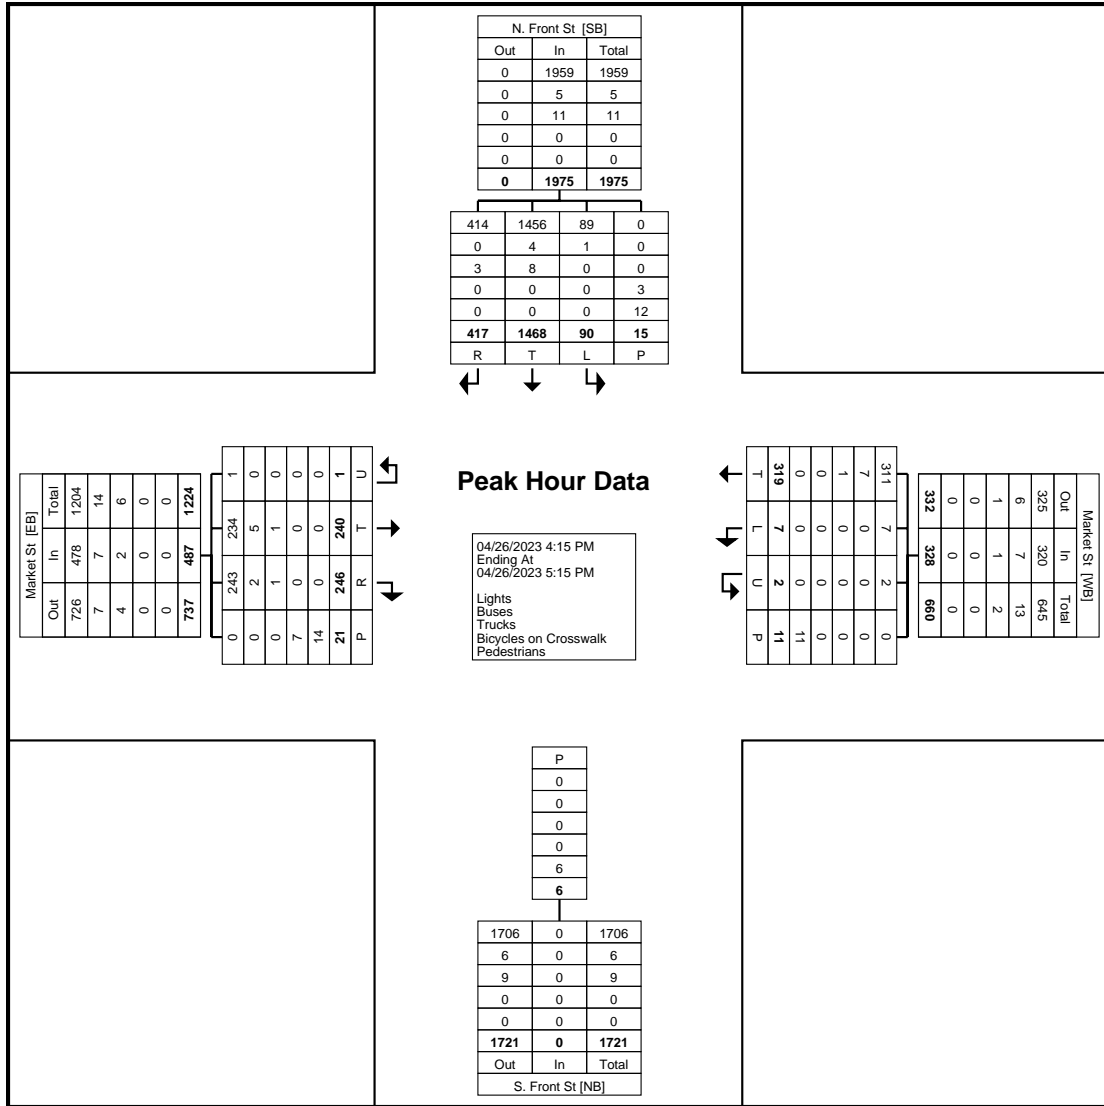 N. Front St [SB]
Out In Total
0 1959 1959
0 5 5
0 11 11
0 0 0
0 0 0
0 1975 1975
414 1456 89 0
0 4 1 0
3 8 0 0
0 0 0 3
0 0 0 12
417 1468 90 15
R T L P
Market St [EB]
Total 1204 14 6 0 0 1224
In 478 7 2 0 0 487
Out 726 7 4 0 0 737
1 0 0 0 0 1 U
234 5 1 0 0 240 T
243 2 1 0 0 246 R
0 0 0 7 14 21 P
Peak Hour Data
04/26/2023 4:15 PM
Ending At
04/26/2023 5:15 PM
Lights
Buses
Trucks
Bicycles on Crosswalk
Pedestrians
T 319 0 0 1 7 311
L 7 0 0 0 0 7
U 2 0 0 0 0 2
P 11 11 0 0 0 0
Market St [WB]
Out 325 6 1 0 0 332
In 320 7 1 0 0 328
Total 645 13 2 0 0 660
P
0
0
0
0
6
6
1706 0 1706
6 0 6
9 0 9
0 0 0
0 0 0
1721 0 1721
Out In Total
S. Front St [NB]